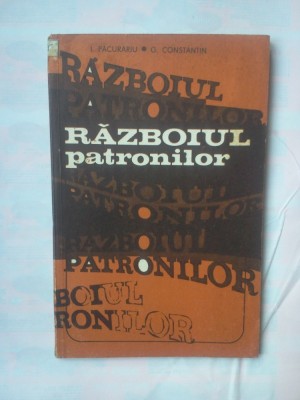 I. PĂCURARIU • G. CONSTANTIN
RĂZBOIUL
PATRONILOR
RĂZBOIUL
patronilor
RĂZBOIUL
PATRONILOR
RĂZBOIUL
PATRONILOR
BOIUL
RONILOR